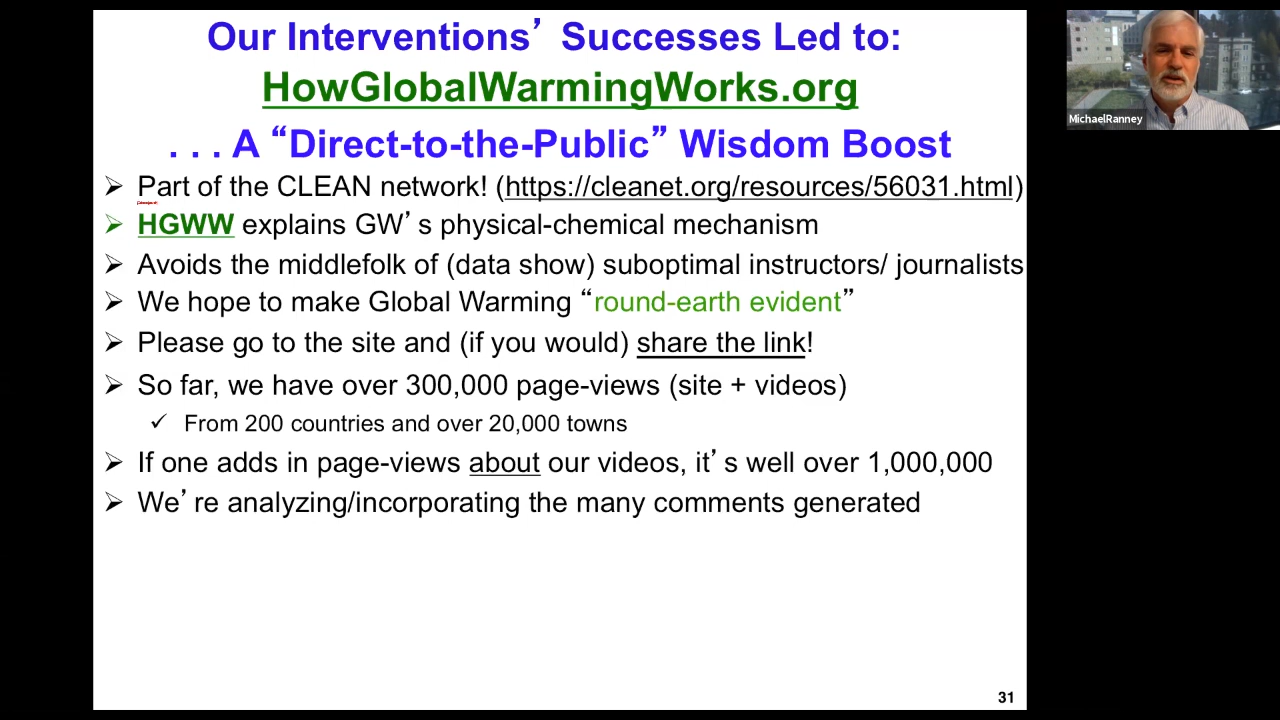 Our Interventions’ Successes Led to:
HowGlobalWarmingWorks.org
. . . A “Direct-to-the-Public” Wisdom Boost
➢ Part of the CLEAN network! (https://cleanet.org/resources/56031.html)
➢ HGWW explains GW’s physical-chemical mechanism
➢ Avoids the middlefolk of (data show) suboptimal instructors/ journalists
➢ We hope to make Global Warming “round-earth evident”
➢ Please go to the site and (if you would) share the link!
➢ So far, we have over 300,000 page-views (site + videos)
✓ From 200 countries and over 20,000 towns
➢ If one adds in page-views about our videos, it’s well over 1,000,000
➢ We’re analyzing/incorporating the many comments generated
31
MichaelRanney